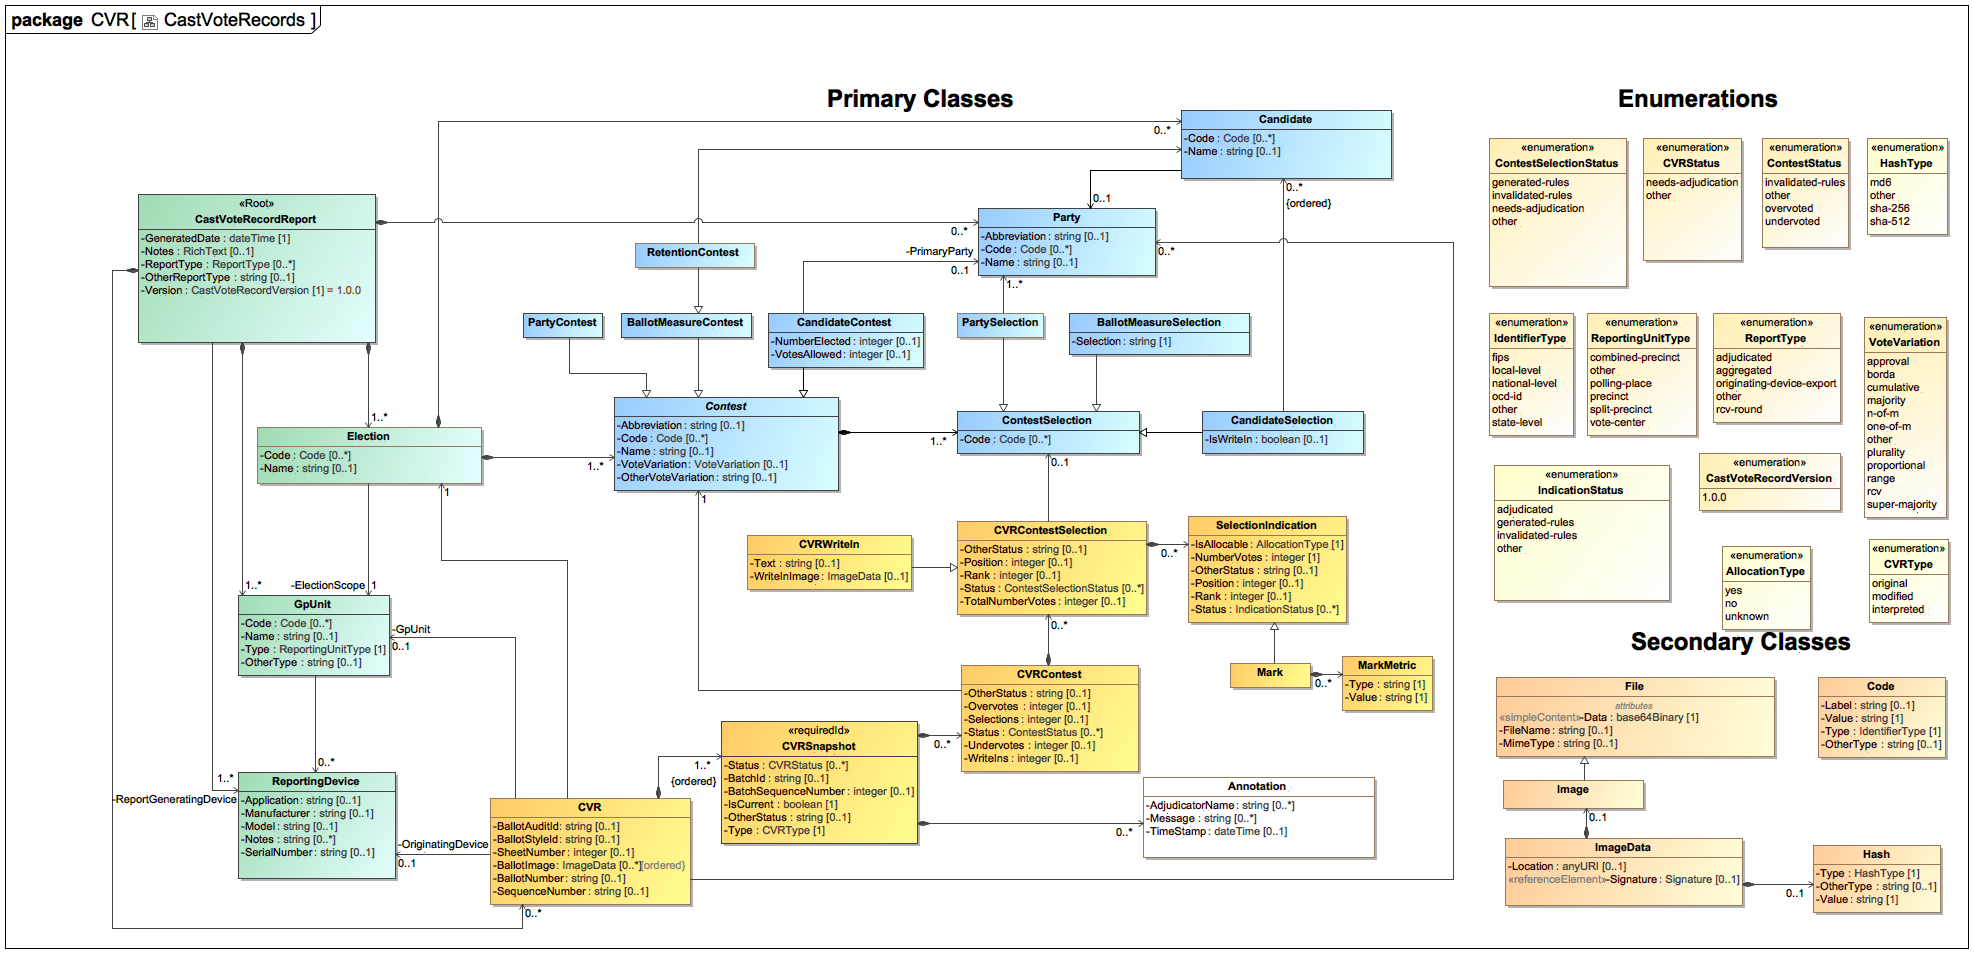 package CVR[ CastVoteRecords ]
Primary Classes
Enumerations
Candidate
-Code : Code [0..*]
-Name : string [0..1]
0..*
0..*
{ordered}
0..1
«Root»
CastVoteRecordReport
-GeneratedDate : dateTime [1]
-Notes : RichText [0..1]
-ReportType : ReportType [0..*]
-OtherReportType : string [0..1]
-Version : CastVoteRecordVersion [1] = 1.0.0
Party
-Abbreviation : string [0..1]
-Code : Code [0..*]
-Name : string [0..1]
0..*
-PrimaryParty
0..1
0..*
1..*
RetentionContest
PartyContest
BallotMeasureContest
CandidateContest
-NumberElected : integer [0..1]
-VotesAllowed : integer [0..1]
PartySelection
BallotMeasureSelection
-Selection : string [1]
Contest
-Abbreviation : string [0..1]
-Code : Code [0..*]
-Name : string [0..1]
-VoteVariation : VoteVariation [0..1]
-OtherVoteVariation : string [0..1]
1..*
1..*
1
ContestSelection
-Code : Code [0..*]
0..1
CandidateSelection
-IsWriteIn : boolean [0..1]
1..*
Election
-Code : Code [0..*]
-Name : string [0..1]
1
CVRWriteIn
-Text : string [0..1]
-WriteInImage : ImageData [0..1]
CVRContestSelection
-OtherStatus : string [0..1]
-Position : integer [0..1]
-Rank : integer [0..1]
-Status : ContestSelectionStatus [0..*]
-TotalNumberVotes : integer [0..1]
0..*
0..*
SelectionIndication
-IsAllocable : AllocationType [1]
-NumberVotes : integer [1]
-OtherStatus : string [0..1]
-Position : integer [0..1]
-Rank : integer [0..1]
-Status : IndicationStatus [0..*]
1..*
-ElectionScope
1
GpUnit
-Code : Code [0..*]
-Name : string [0..1]
-Type : ReportingUnitType [1]
-OtherType : string [0..1]
-GpUnit
0..1
CVRContest
-OtherStatus : string [0..1]
-Overvotes : integer [0..1]
-Selections : integer [0..1]
-Status : ContestStatus [0..*]
-Undervotes : integer [0..1]
-WriteIns : integer [0..1]
Mark
0..*
MarkMetric
-Type : string [1]
-Value : string [1]
«requiredId»
CVRSnapshot
-Status : CVRStatus [0..*]
-BatchId : string [0..1]
-BatchSequenceNumber : integer [0..1]
-IsCurrent : boolean [1]
-OtherStatus : string [0..1]
-Type : CVRType [1]
0..*
1..*
{ordered}
0..*
Annotation
-AdjudicatorName : string [0..*]
-Message : string [0..*]
-TimeStamp : dateTime [0..1]
0..*
1..*
-ReportGeneratingDevice
ReportingDevice
-Application : string [0..1]
-Manufacturer : string [0..1]
-Model : string [0..1]
-Notes : string [0..*]
-SerialNumber : string [0..1]
-OriginatingDevice
0..1
CVR
-BallotAuditId : string [0..1]
-BallotStyleId : string [0..1]
-SheetNumber : integer [0..1]
-BallotImage : ImageData [0..*]{ordered}
-BallotNumber : string [0..1]
-SequenceNumber : string [0..1]
0..*
«enumeration»
ContestSelectionStatus
generated-rules
invalidated-rules
needs-adjudication
other
«enumeration»
CVRStatus
needs-adjudication
other
«enumeration»
ContestStatus
invalidated-rules
other
overvoted
undervoted
«enumeration»
HashType
md6
other
sha-256
sha-512
«enumeration»
IdentifierType
fips
local-level
national-level
ocd-id
other
state-level
«enumeration»
ReportingUnitType
combined-precinct
other
polling-place
precinct
split-precinct
vote-center
«enumeration»
ReportType
adjudicated
aggregated
originating-device-export
other
rcv-round
«enumeration»
VoteVariation
approval
borda
cumulative
majority
n-of-m
one-of-m
other
plurality
proportional
range
rcv
super-majority
«enumeration»
IndicationStatus
adjudicated
generated-rules
invalidated-rules
other
«enumeration»
CastVoteRecordVersion
1.0.0
«enumeration»
AllocationType
yes
no
unknown
«enumeration»
CVRType
original
modified
interpreted
Secondary Classes
File
attributes
«simpleContent»-Data : base64Binary [1]
-FileName : string [0..1]
-MimeType : string [0..1]
Code
-Label : string [0..1]
-Value : string [1]
-Type : IdentifierType [1]
-OtherType : string [0..1]
Image
0..1
ImageData
-Location : anyURI [0..1]
«referenceElement»-Signature : Signature [0..1]
0..1
Hash
-Type : HashType [1]
-OtherType : string [0..1]
-Value : string [1]